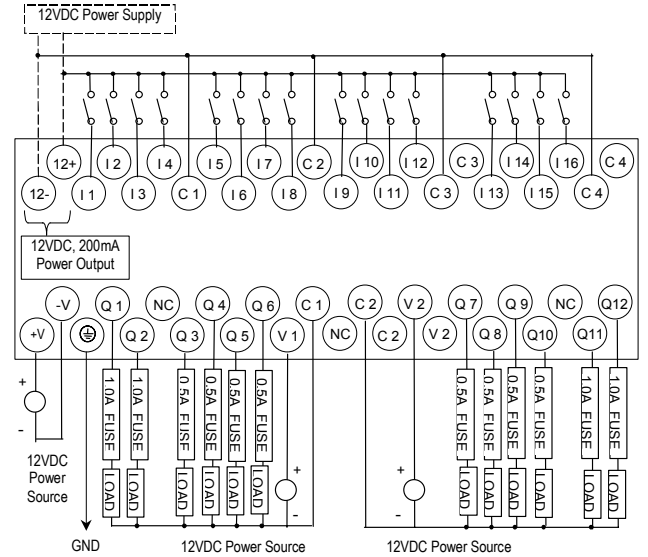 12VDC Power Supply
12+ I 2 I 4 I 5 I 7 C 2 I 10 I 12 C 3 I 14 I 16 C 4
12- I 1 I 3 C 1 I 6 I 8 I 9 I 11 C 3 I 13 I 15 C 4
12VDC, 200mA
Power Output
-V Q 1 NC Q 4 Q 6 C 1 C 2 V 2 Q 7 Q 9 NC Q12
+V Q 2 Q 3 Q 5 V 1 NC C 2 V 2 Q 8 Q10 Q11
1.0A FUSE 1.0A FUSE 0.5A FUSE 0.5A FUSE 0.5A FUSE 0.5A FUSE 0.5A FUSE 0.5A FUSE 0.5A FUSE 0.5A FUSE 1.0A FUSE 1.0A FUSE
+
-
12VDC
Power
Source
LOAD LOAD LOAD LOAD LOAD LOAD LOAD LOAD LOAD LOAD LOAD LOAD
+ +
- -
GND
12VDC Power Source
12VDC Power Source